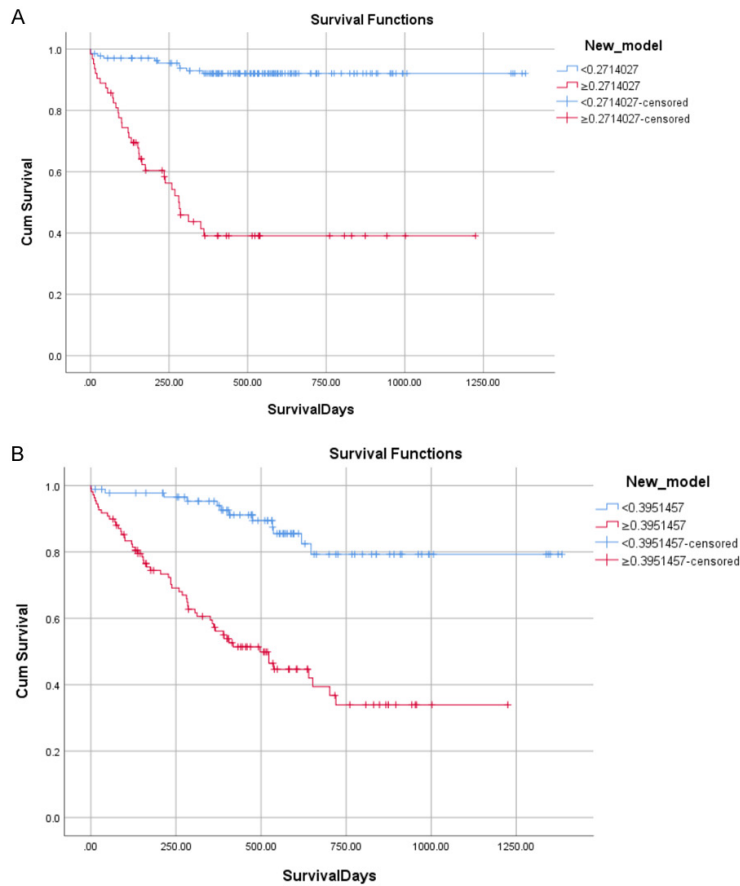 A
Survival Functions
New_model
<0.2714027
≥0.2714027
<0.2714027-censored
≥0.2714027-censored
1.0
0.8
0.6
0.4
0.2
0.0
Cum Survival
.00 250.00 500.00 750.00 1000.00 1250.00
SurvivalDays
B
Survival Functions
New_model
<0.3951457
≥0.3951457
<0.3951457-censored
≥0.3951457-censored
1.0
0.8
0.6
0.4
0.2
0.0
Cum Survival
.00 250.00 500.00 750.00 1000.00 1250.00
SurvivalDays